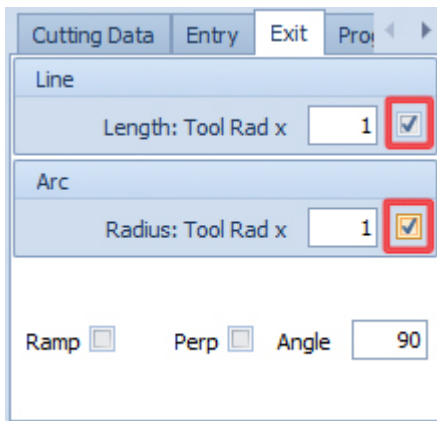 Cutting Data Entry Exit
Line
Length: Tool Rad x 1
Arc
Radius: Tool Rad x 1
Ramp Perp Angle 90